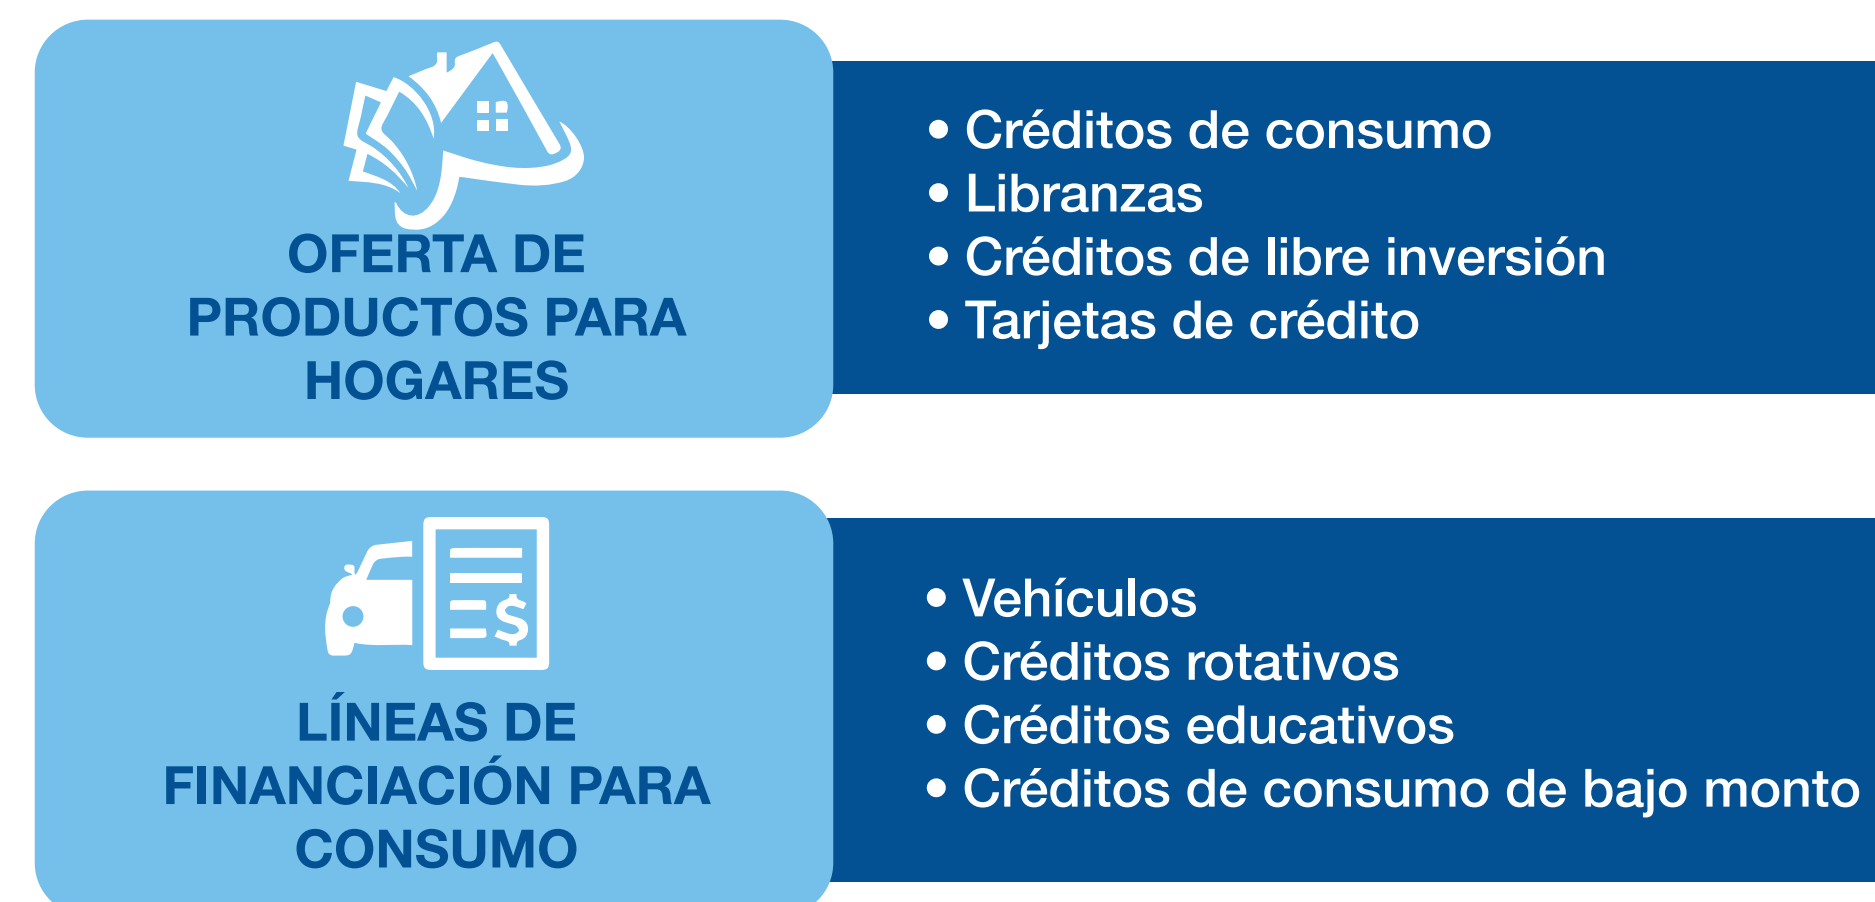 OFERTA DE
PRODUCTOS PARA
HOGARES
• Créditos de consumo
• Libranzas
• Créditos de libre inversión
• Tarjetas de crédito
$
LÍNEAS DE
FINANCIACIÓN PARA
CONSUMO
• Vehículos
• Créditos rotativos
• Créditos educativos
• Créditos de consumo de bajo monto